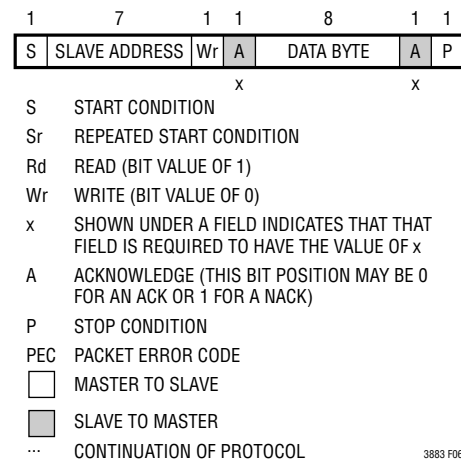 1 7 1 1 8 1 1
S SLAVE ADDRESS Wr A DATA BYTE A P
x x
S START CONDITION
Sr REPEATED START CONDITION
Rd READ (BIT VALUE OF 1)
Wr WRITE (BIT VALUE OF 0)
x SHOWN UNDER A FIELD INDICATES THAT THAT
FIELD IS REQUIRED TO HAVE THE VALUE OF x
A ACKNOWLEDGE (THIS BIT POSITION MAY BE 0
FOR AN ACK OR 1 FOR A NACK)
P STOP CONDITION
PEC PACKET ERROR CODE
MASTER TO SLAVE
SLAVE TO MASTER
... CONTINUATION OF PROTOCOL
3883 F06